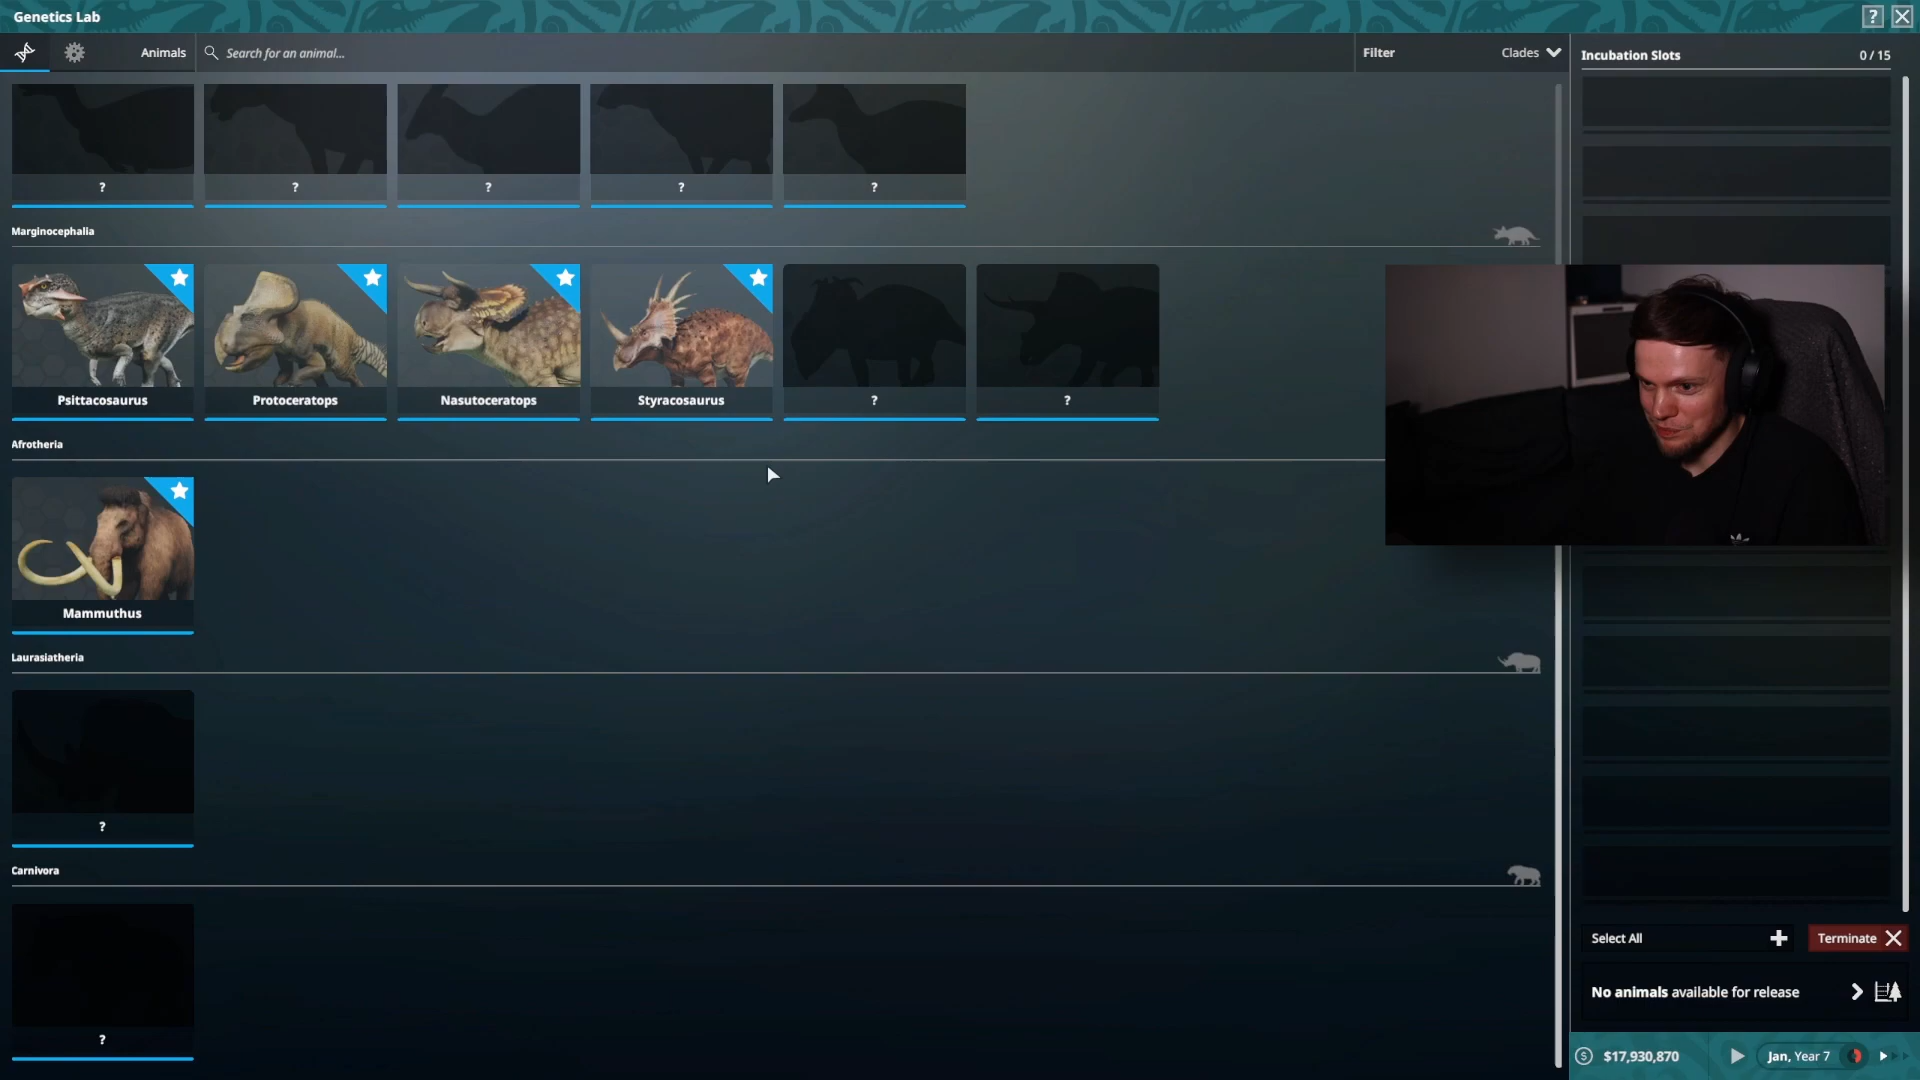 Genetics Lab
?
Animals
Search for an animal...
Filter
Clades
Incubation Slots
0 / 15
?
?
?
?
?
Marginocephalia
Psittacosaurus
Protoceratops
Nasutoceratops
Styracosaurus
?
?
Afrotheria
Mammuthus
Laurasiatheria
?
Carnivora
?
Select All
Terminate
No animals available for release
$17,930,870
Jan, Year 7